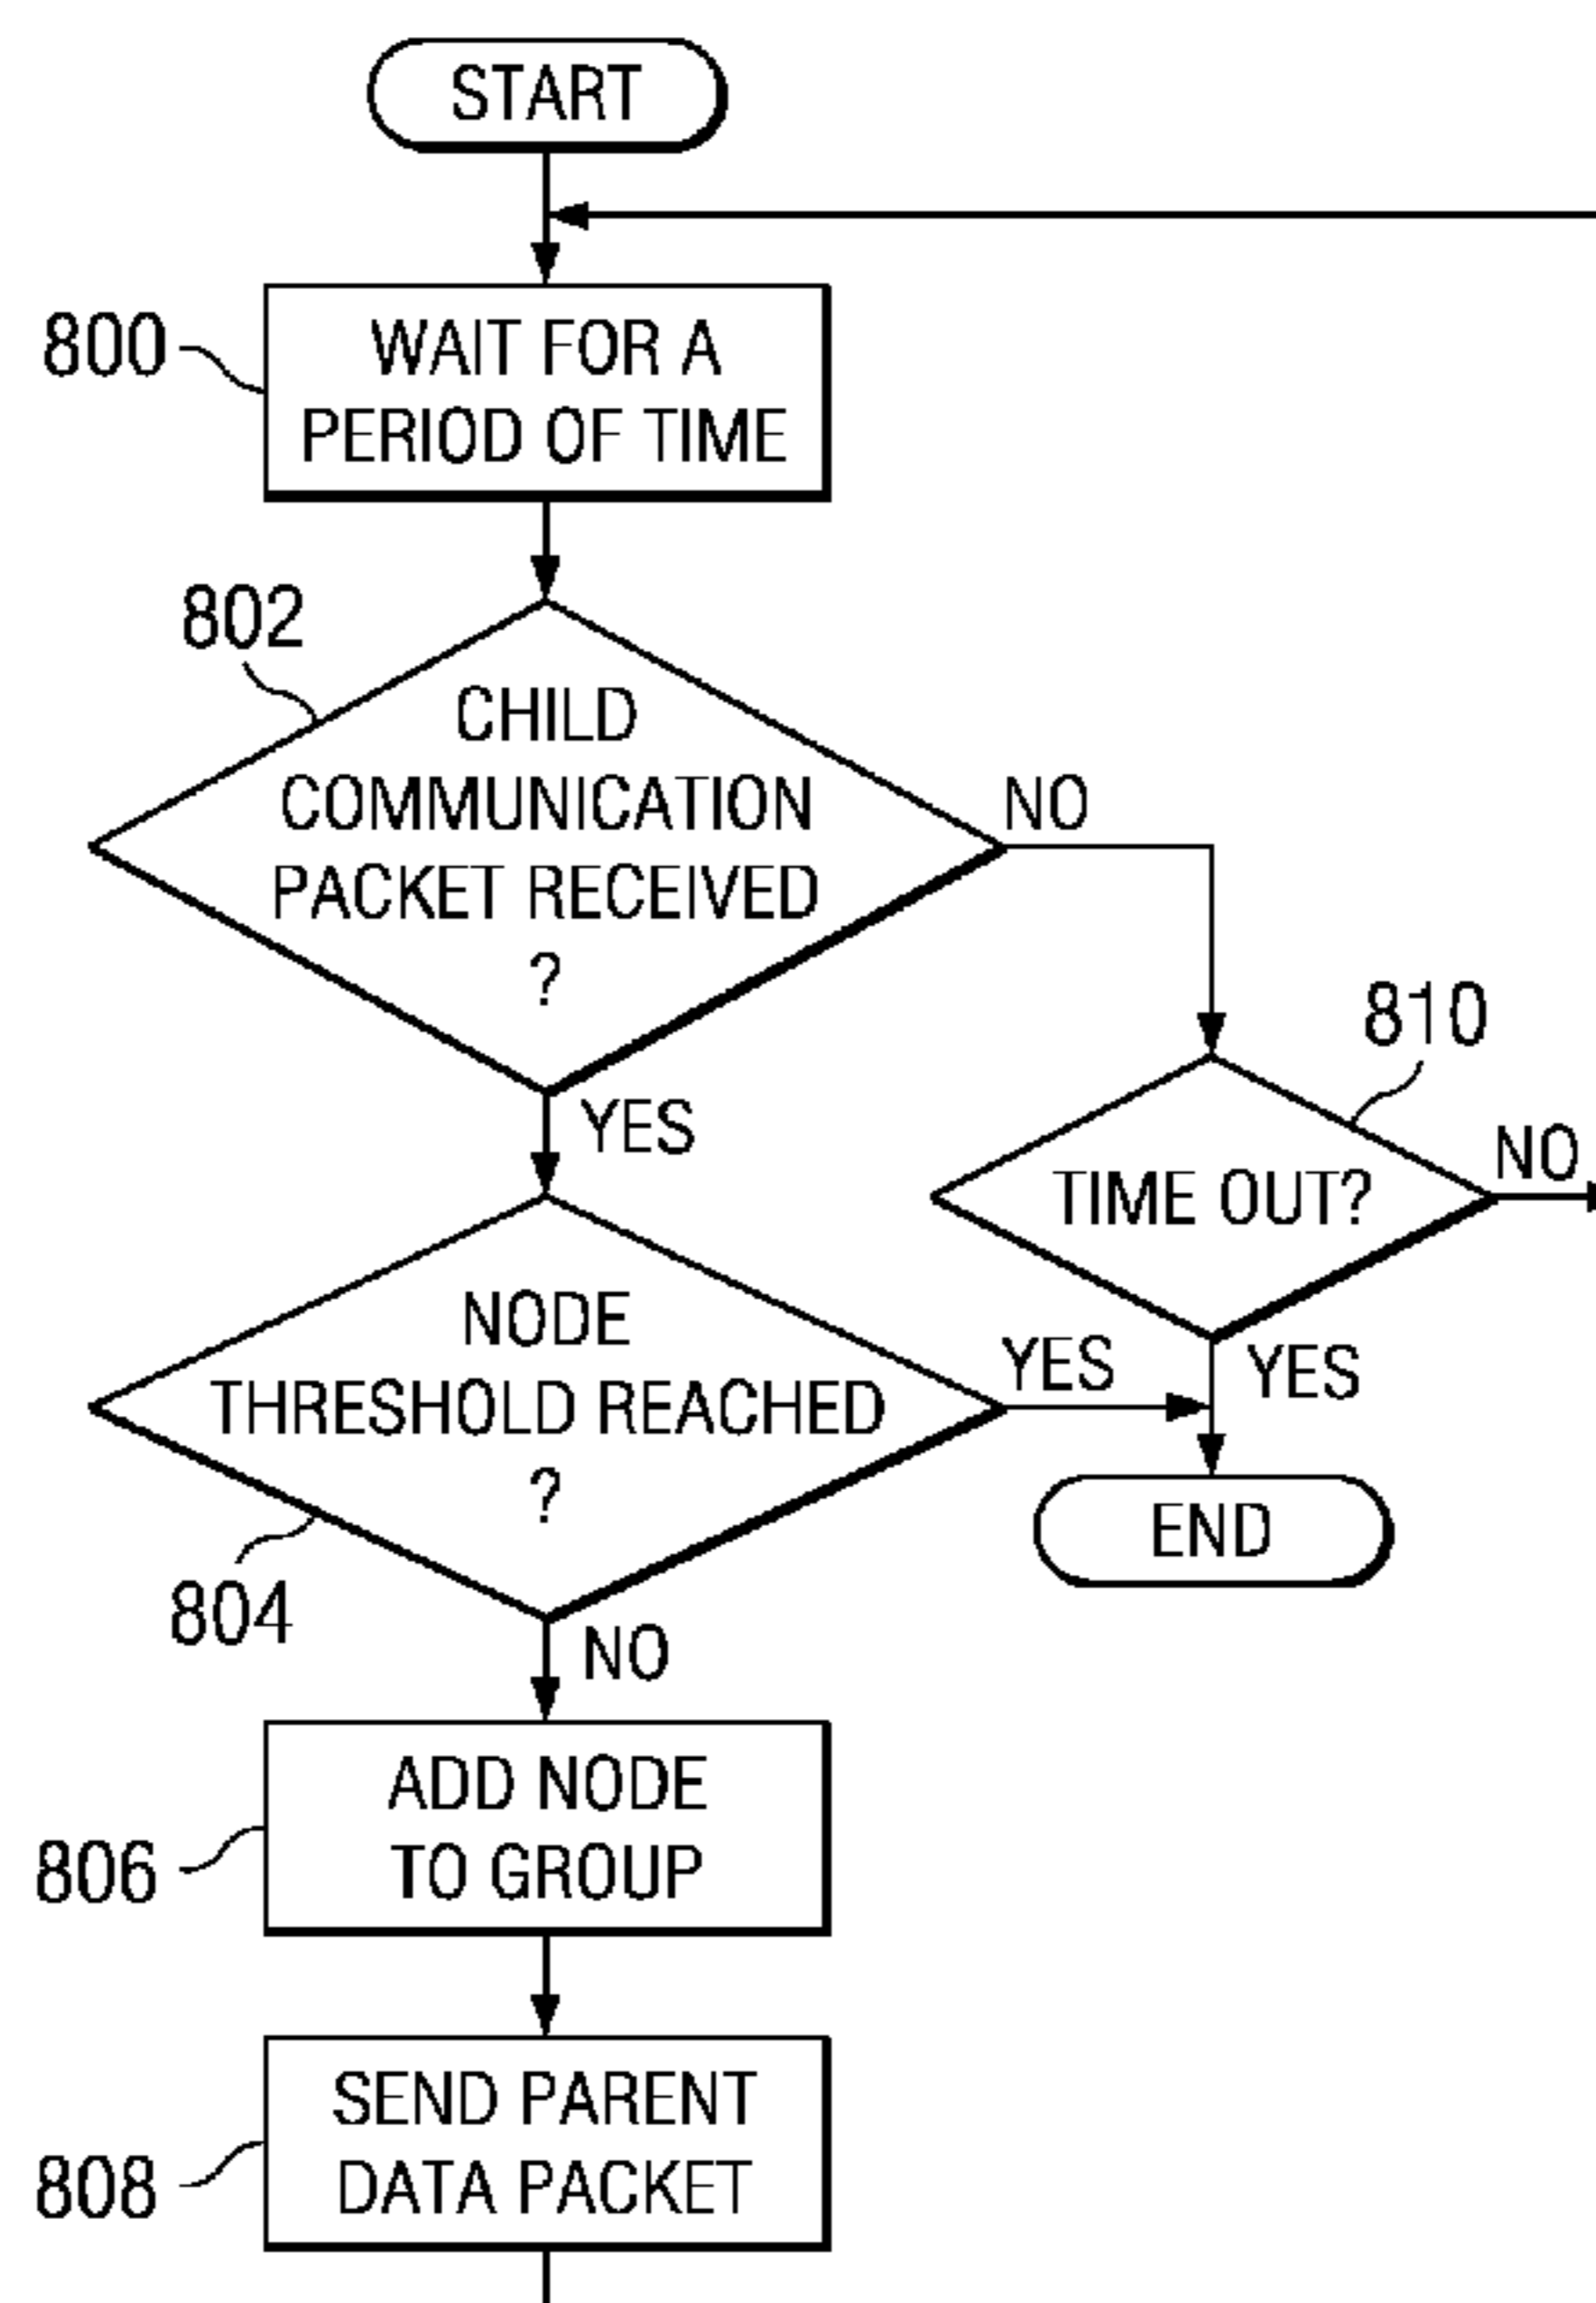 START
800
WAIT FOR A
PERIOD OF TIME
802
CHILD
COMMUNICATION
PACKET RECEIVED
?
NO
YES
810
TIME OUT?
NO
YES
NODE
THRESHOLD REACHED
?
YES
804
NO
END
806
ADD NODE
TO GROUP
808
SEND PARENT
DATA PACKET